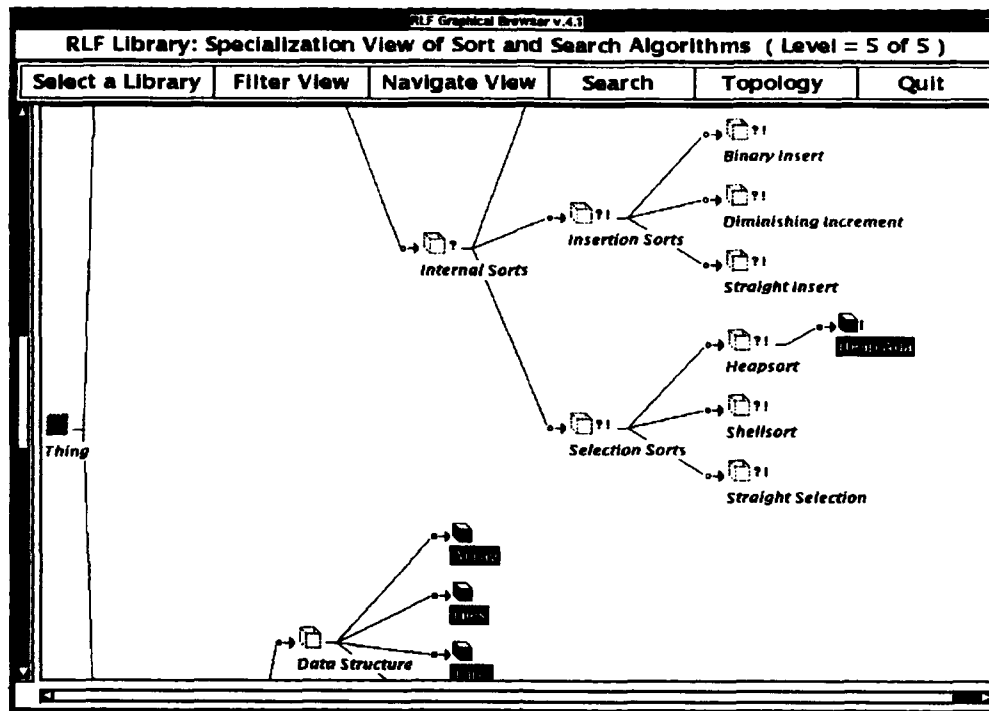 RLF Graphical Browser v.4.1
RLF Library: Specialization View of Sort and Search Algorithms ( Level = 5 of 5 )
Select a Library Filter View Navigate View Search Topology Quit
?!
Binary Insert
?!
Diminishing Increment
?!
Insertion Sorts
?
Internal Sorts
?!
Straight Insert
!
?!
Heapsort
?!
Shellsort
?!
Selection Sorts
Thing
?!
Straight Selection
Data Structure